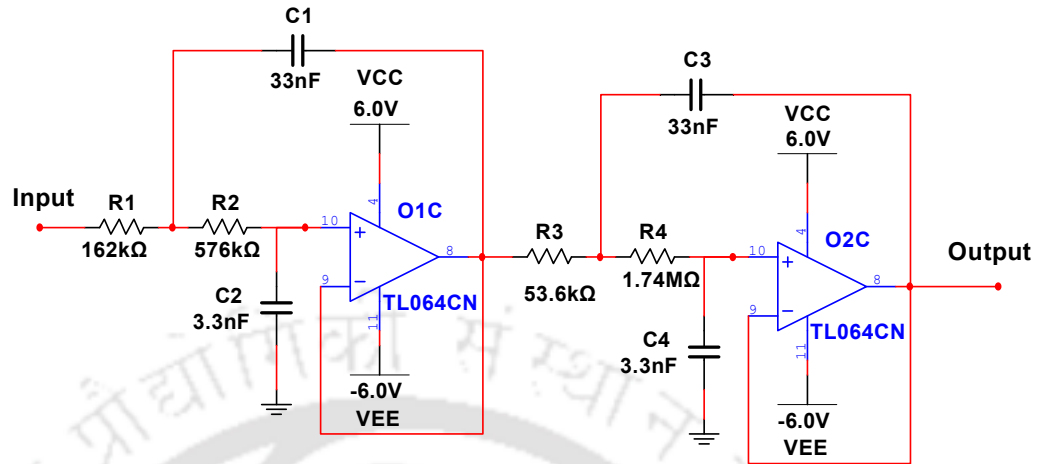 C1
33nF
VCC
6.0V
Input
R1
162kΩ
R2
576kΩ
10
9
4
11
8
O1C
TL064CN
C2
3.3nF
-6.0V
VEE
C3
33nF
VCC
6.0V
R3
53.6kΩ
R4
1.74MΩ
10
9
4
11
8
O2C
TL064CN
Output
C4
3.3nF
-6.0V
VEE
प्रौद्योगिकी संस्थान